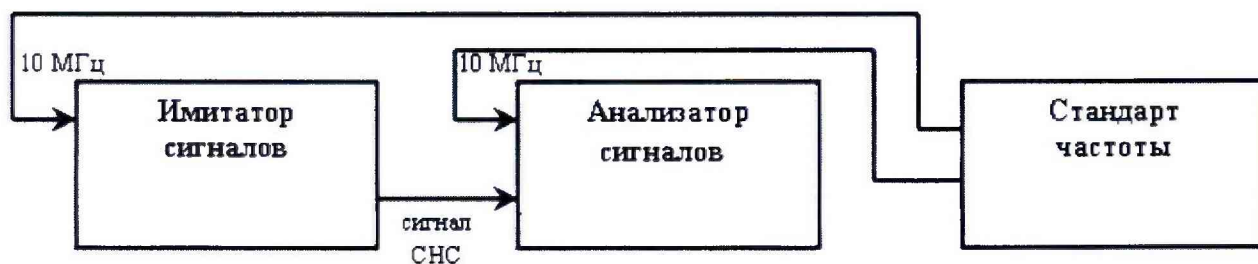 10 МГц
Имитатор
сигналов
сигнал
СНС
10 МГц
Анализатор
сигналов
Стандарт
частоты